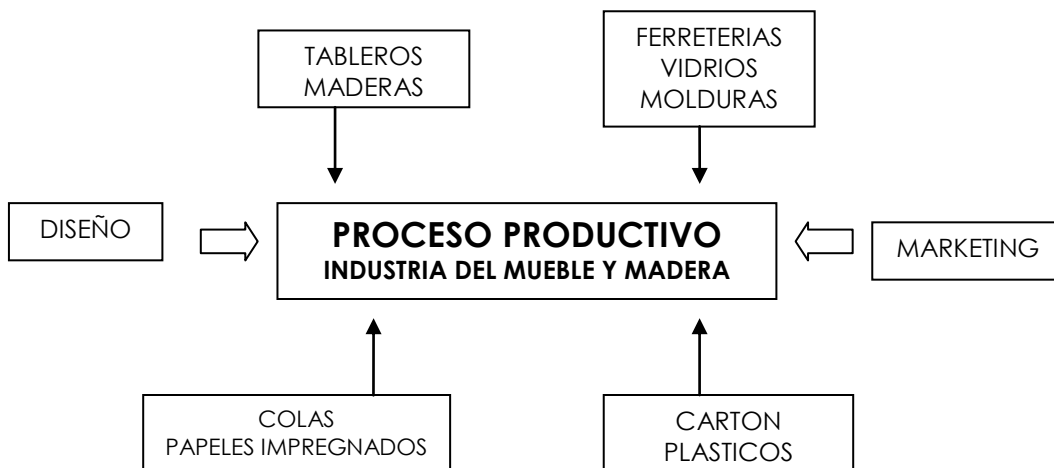 TABLEROS
MADERAS
FERRETERIAS
VIDRIOS
MOLDURAS
DISEÑO
PROCESO PRODUCTIVO
INDUSTRIA DEL MUEBLE Y MADERA
MARKETING
COLAS
PAPELES IMPREGNADOS
CARTON
PLASTICOS